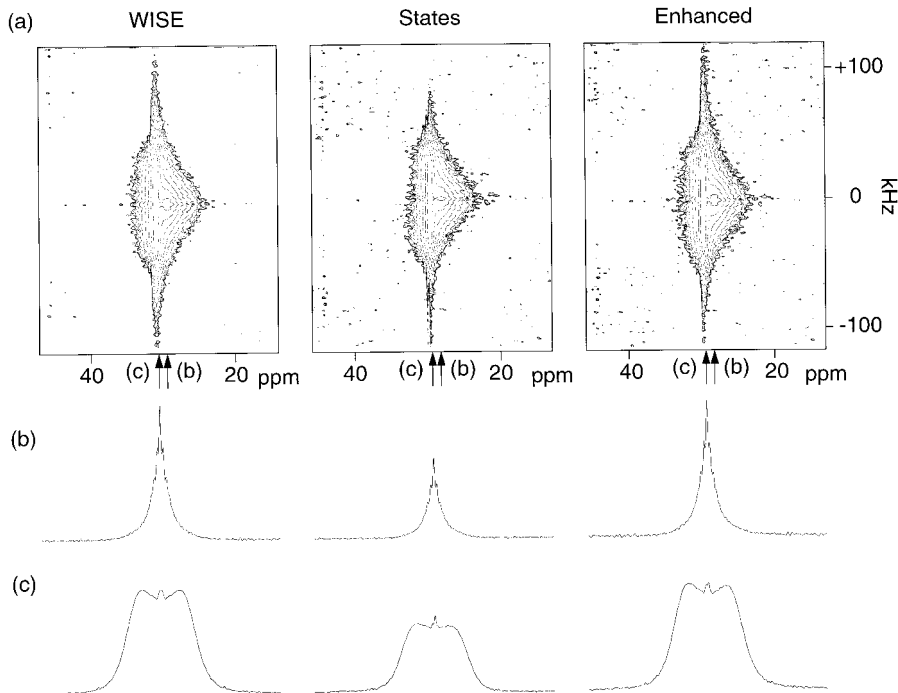 (a)
WISE
States
Enhanced
+100
0
kHz
-100
40 (c) (b) 20 ppm
40 (c) (b) 20 ppm
40 (c) (b) 20 ppm
(b)
(c)